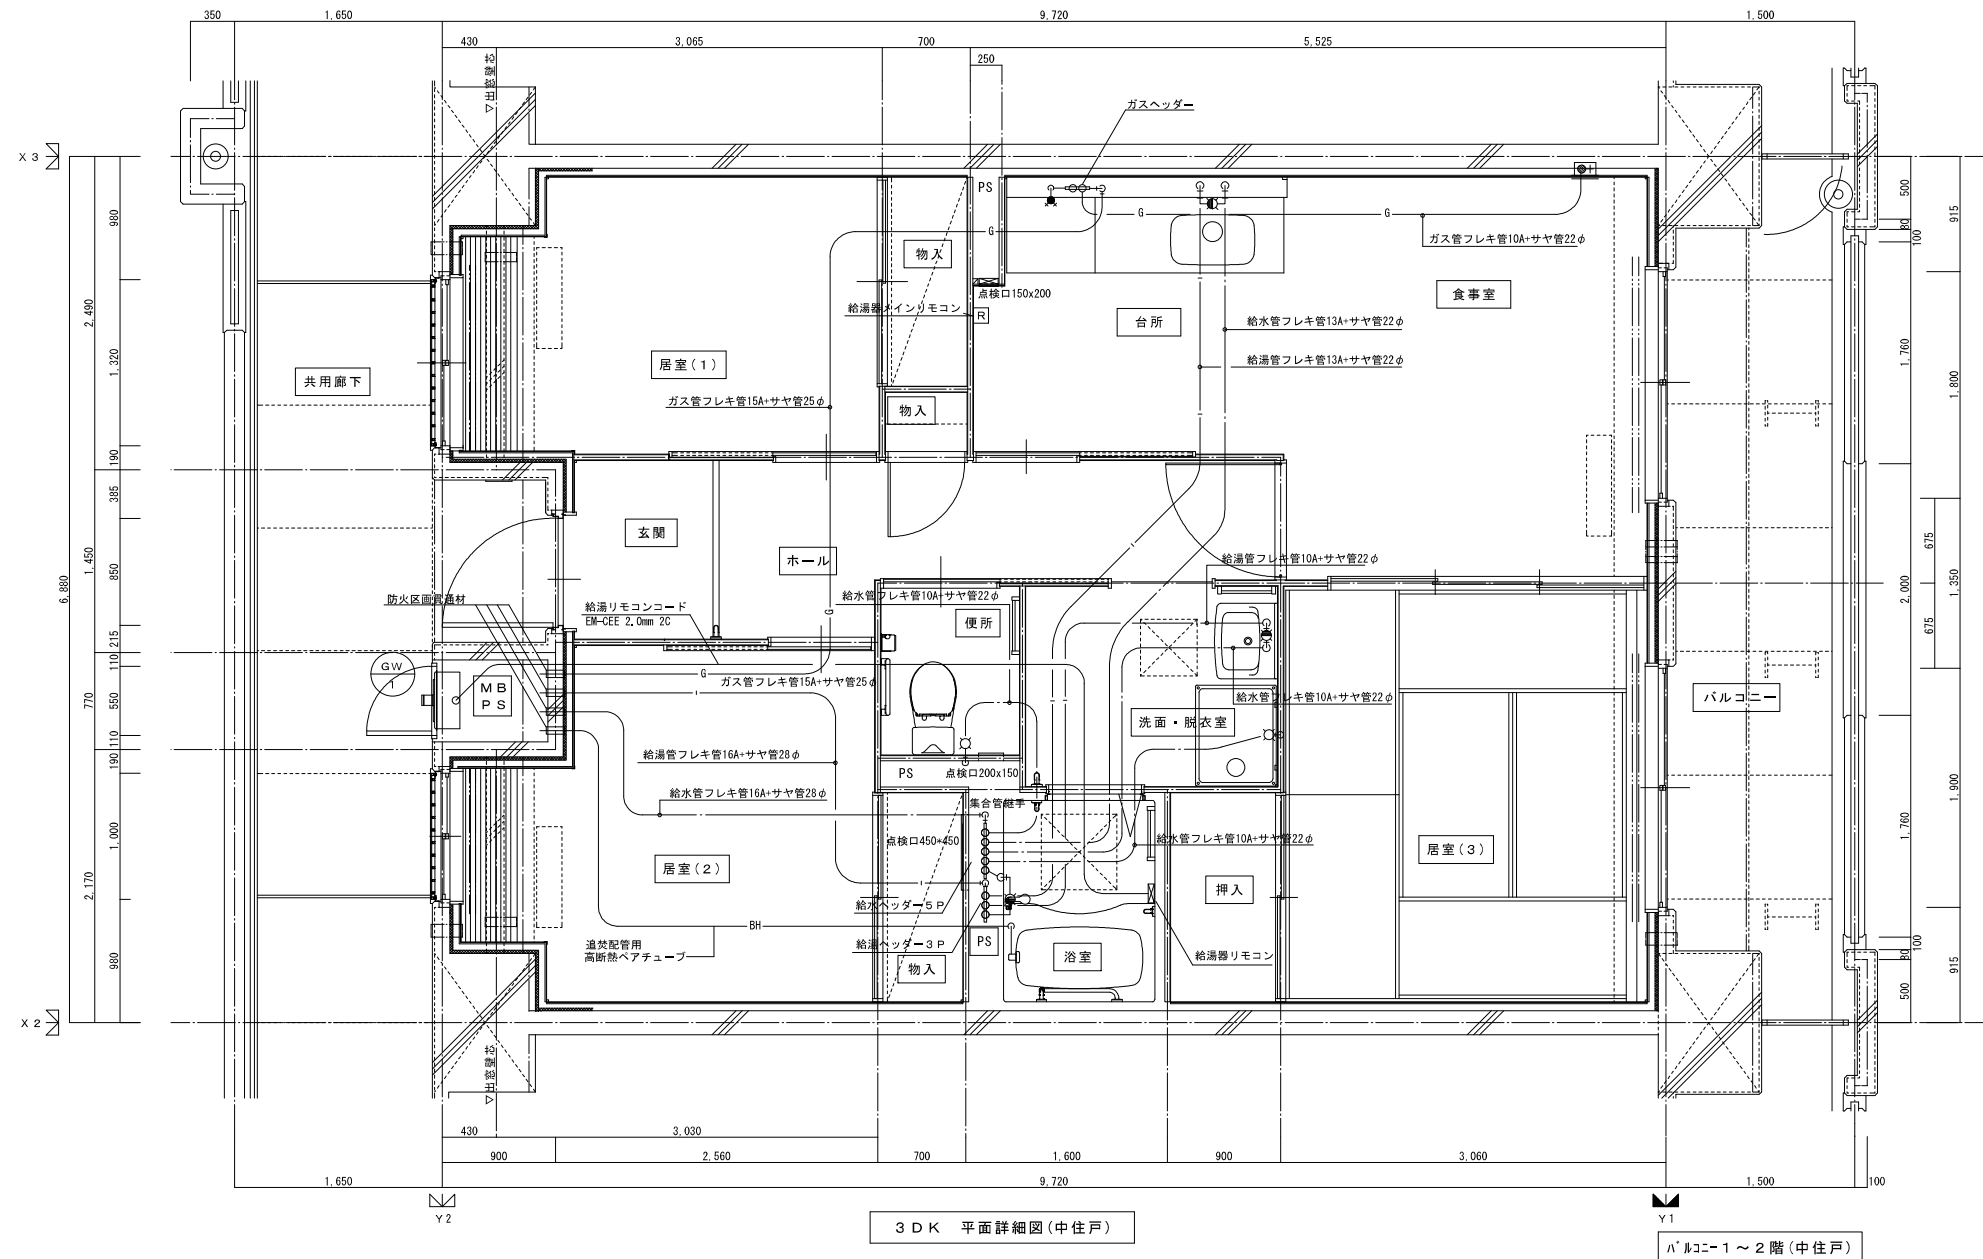 350
1,650
9,720
1,500
430
3,065
700
5,525
250
▽出窓壁芯
ガスヘッダー
X3
PS
G
G
G
ガス管フレキ管10A+サヤ管22φ
物入
点検口150x200
給湯器メインリモコン
R
台所
食事室
給水管フレキ管13A+サヤ管22φ
給湯管フレキ管13A+サヤ管22φ
居室(1)
共用廊下
ガス管フレキ管15A+サヤ管25φ
物入
玄関
ホール
給湯管フレキ管10A+サヤ管22φ
防火区画貫通材
給湯リモコンコード
EM-CEE 2.0mm 2C
給水管フレキ管10A+サヤ管22φ
G
便所
GW
1
MB
PS
G
ガス管フレキ管15A+サヤ管25φ
給水管フレキ管10A+サヤ管22φ
バルコニー
洗面・脱衣室
給湯管フレキ管16A+サヤ管28φ
PS
点検口200x150
給水管フレキ管16A+サヤ管28φ
集合管継手
点検口450*450
給水管フレキ管10A+サヤ管22φ
居室(2)
居室(3)
押入
給水ヘッダー5P
BH
給湯ヘッダー3P
PS
追焚配管用
高断熱ペアチューブ
物入
浴室
給湯器リモコン
X2
▽出窓壁芯
980
2,490
1,320
190
385
1,450
850
6,880
215
110
770
550
110
190
1,000
2,170
980
500
915
80
100
1,760
1,800
675
2,000
1,350
675
1,900
1,760
100
80
915
500
430
3,030
900
2,560
700
1,600
900
3,060
1,650
9,720
1,500
100
Y2
Y1
3DK 平面詳細図(中住戸)
バルコニー1～2階(中住戸)